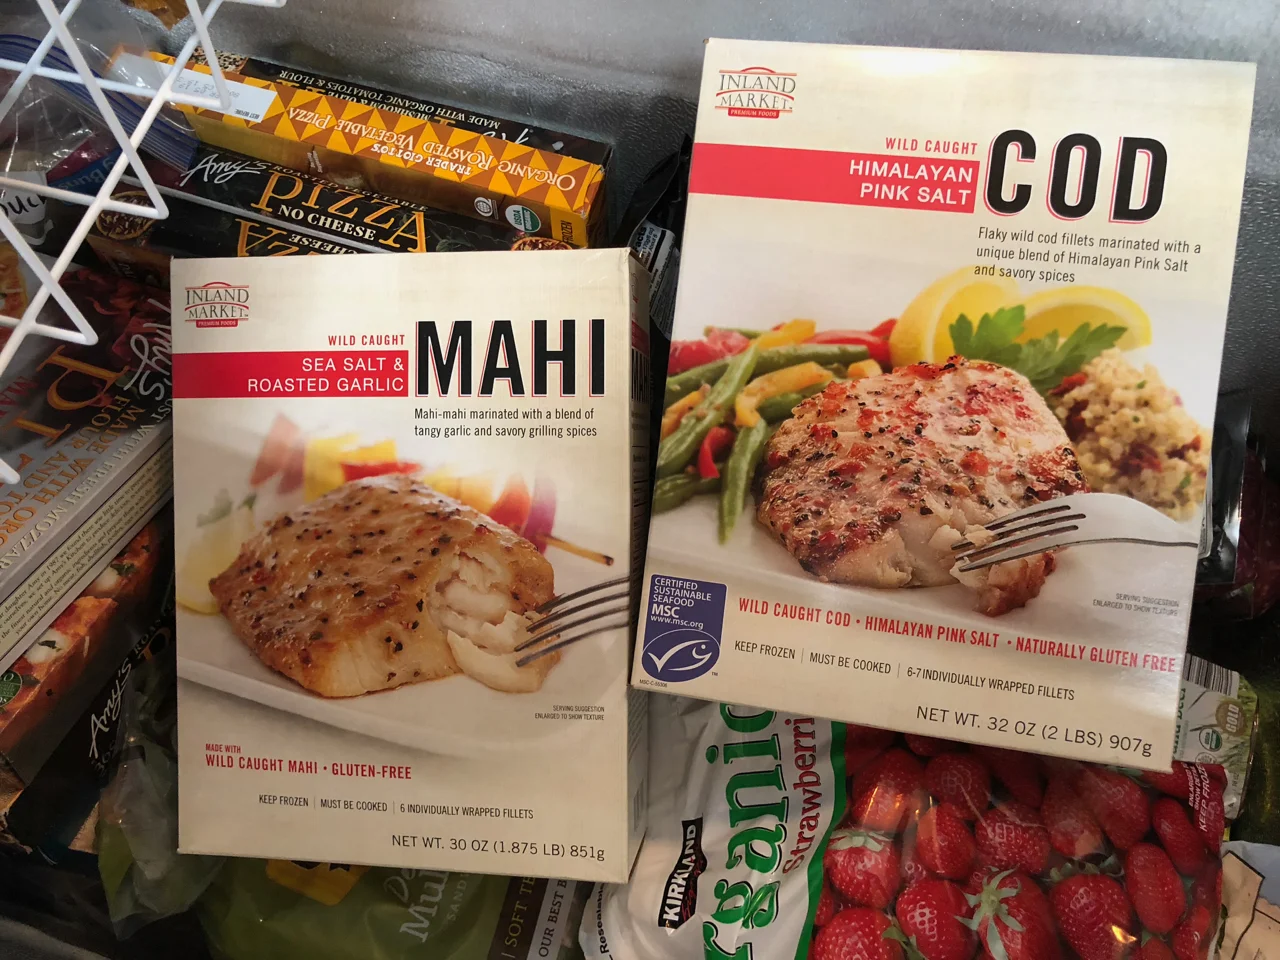 INLAND
MARKET
PREMIUM FOODS
WILD CAUGHT
HIMALAYAN
PINK SALT
COD
Flaky wild cod fillets marinated with a
unique blend of Himalayan Pink Salt
and savory spices
CERTIFIED
SUSTAINABLE
SEAFOOD
MSC
www.msc.org
SERVING SUGGESTION
ENLARGED TO SHOW TEXTURE
WILD CAUGHT COD • HIMALAYAN PINK SALT • NATURALLY GLUTEN FREE
KEEP FROZEN | MUST BE COOKED | 6-7 INDIVIDUALLY WRAPPED FILLETS
NET WT. 32 OZ (2 LBS) 907g
INLAND
MARKET
PREMIUM FOODS
WILD CAUGHT
SEA SALT &
ROASTED GARLIC
MAHI
Mahi-mahi marinated with a blend of
tangy garlic and savory grilling spices
SERVING SUGGESTION
ENLARGED TO SHOW TEXTURE
MADE WITH
WILD CAUGHT MAHI • GLUTEN-FREE
KEEP FROZEN | MUST BE COOKED | 6 INDIVIDUALLY WRAPPED FILLETS
NET WT. 30 OZ (1.875 LB) 851g
MADE WITH ORGANIC TOMATOES & FLOUR
TRADER GIOTTO'S
ORGANIC ROASTED VEGETABLE PIZZA
USDA
Amy's
PIZZA
NO CHEESE
CHEESE
Amy's
KIRKLAND
rganic
Strawberri
SOFT TE
OUR BEST B